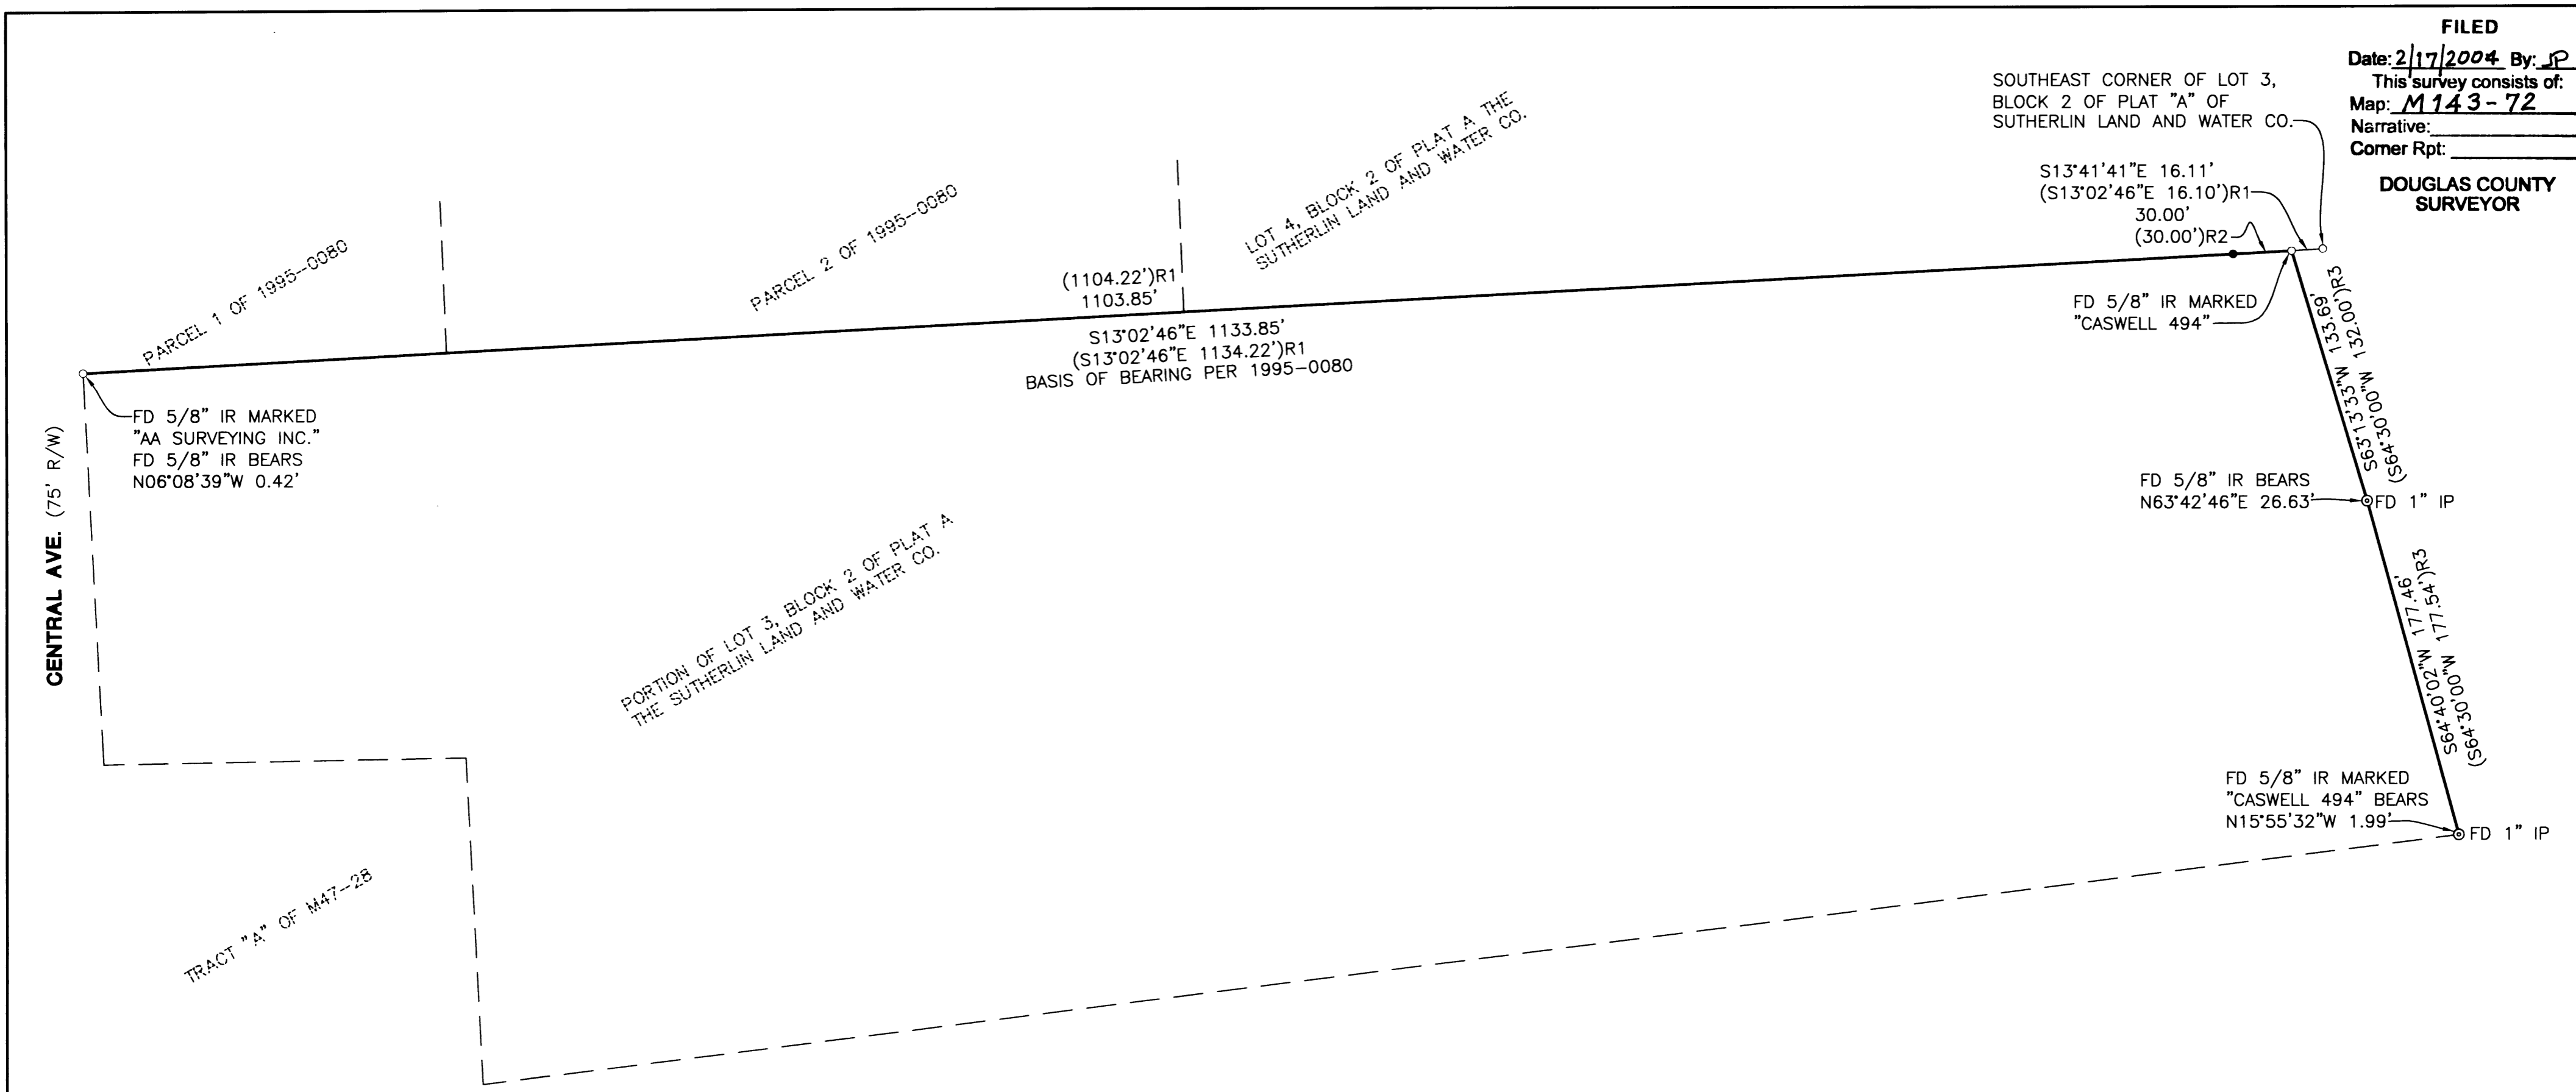 FILED
Date: 2/17/2004 By: JP
This survey consists of:
Map: M143-72
Narrative:
Corner Rpt:
DOUGLAS COUNTY
SURVEYOR
SOUTHEAST CORNER OF LOT 3,
BLOCK 2 OF PLAT "A" OF
SUTHERLIN LAND AND WATER CO.
S13°41'41"E 16.11'
(S13°02'46"E 16.10')R1
30.00'
(30.00')R2
FD 5/8" IR MARKED
"CASWELL 494"
PARCEL 1 OF 1995-0080
PARCEL 2 OF 1995-0080
LOT 4, BLOCK 2 OF PLAT A THE
SUTHERLIN LAND AND WATER CO.
(1104.22')R1
1103.85'
S13°02'46"E 1133.85'
(S13°02'46"E 1134.22')R1
BASIS OF BEARING PER 1995-0080
FD 5/8" IR MARKED
"AA SURVEYING INC."
FD 5/8" IR BEARS
N06°08'39"W 0.42'
CENTRAL AVE. (75' R/W)
S63°13'33"W 133.69'
(S64°30'00"W 132.00')R3
FD 5/8" IR BEARS
N63°42'46"E 26.63'
FD 1" IP
PORTION OF LOT 3, BLOCK 2 OF PLAT A
THE SUTHERLIN LAND AND WATER CO.
S64°40'02"W 177.46'
(S64°30'00"W 177.54')R3
FD 5/8" IR MARKED
"CASWELL 494" BEARS
N15°55'32"W 1.99'
FD 1" IP
TRACT "A" OF M47-28